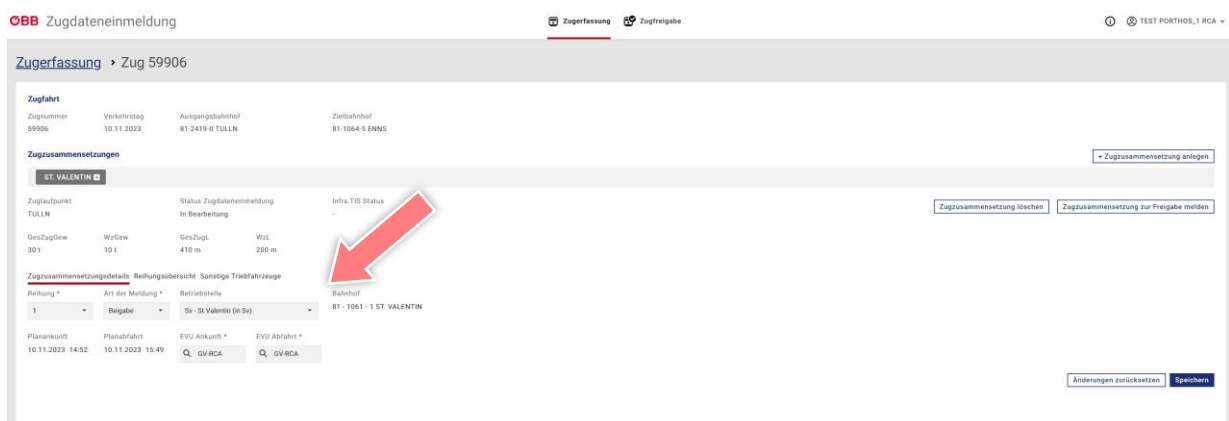 ÖBB Zugdateneinmeldung Zugerfassung Zugfreigabe TEST PORTHOS_1 RCA
Zugerfassung › Zug 59906
Zugfahrt
Zugnummer Verkehrstag Ausgangsbahnhof Zielbahnhof
59906 10.11.2023 81-2419-0 TULLN 81-1064-5 ENNS
Zugzusammensetzungen + Zugzusammensetzung anlegen
ST. VALENTIN
Zuglaufpunkt Status Zugdateneinmeldung Infra.TIS Status
TULLN In Bearbeitung - Zugzusammensetzung löschen Zugzusammensetzung zur Freigabe melden
GesZugGew WzGew GesZugL WzL
30 t 10 t 410 m 200 m
Zugzusammensetzungsdetails Reihungsübersicht Sonstige Triebfahrzeuge
Reihung * Art der Meldung * Betriebstelle Bahnhof
1 Beigabe Sv - St.Valentin (in Sv) 81 - 1061 - 1 ST. VALENTIN
Planankunft Planabfahrt EVU Ankunft * EVU Abfahrt *
10.11.2023 14:52 10.11.2023 15:49 GV-RCA GV-RCA
Änderungen zurücksetzen Speichern